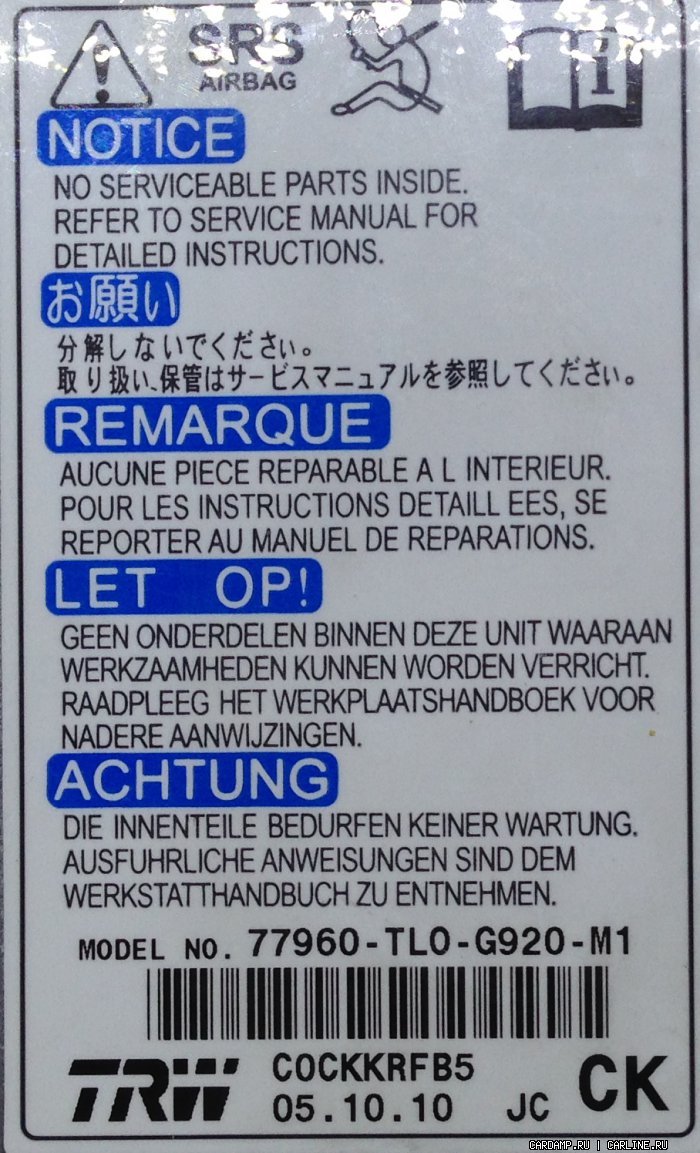 SRS
AIRBAG
NOTICE
NO SERVICEABLE PARTS INSIDE.
REFER TO SERVICE MANUAL FOR
DETAILED INSTRUCTIONS.
お願い
分解しないでください。
取り扱い、保管はサービスマニュアルを参照してください。
REMARQUE
AUCUNE PIECE REPARABLE A L INTERIEUR.
POUR LES INSTRUCTIONS DETAILL EES, SE
REPORTER AU MANUEL DE REPARATIONS.
LET OP!
GEEN ONDERDELEN BINNEN DEZE UNIT WAARAAN
WERKZAAMHEDEN KUNNEN WORDEN VERRICHT.
RAADPLEEG HET WERKPLAATSHANDBOEK VOOR
NADERE AANWIJZINGEN.
ACHTUNG
DIE INNENTEILE BEDURFEN KEINER WARTUNG.
AUSFUHRLICHE ANWEISUNGEN SIND DEM
WERKSTATTHANDBUCH ZU ENTNEHMEN.
MODEL NO. 77960-TL0-G920-M1
TRW C0CKKRFB5
05.10.10 JC CK
CARDAMP.RU | CARLINE.RU